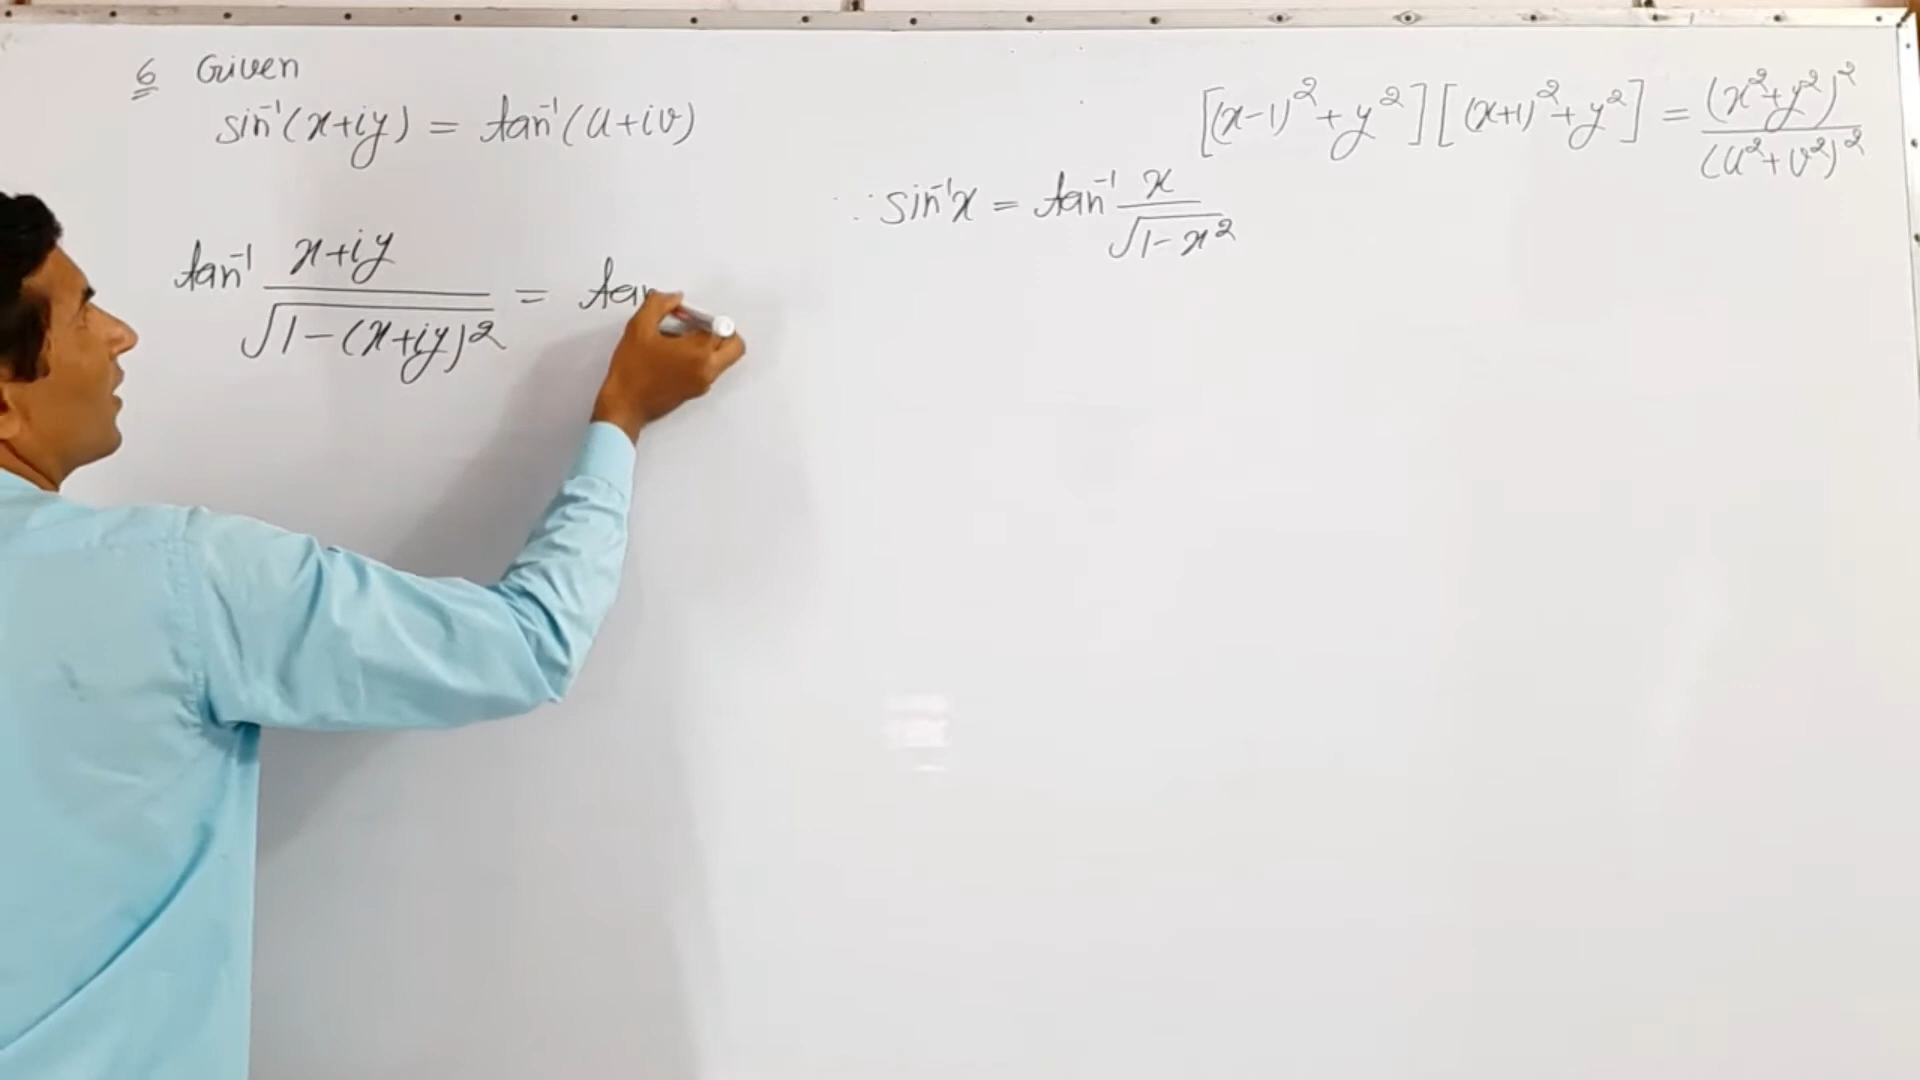 6 Given
sin⁻¹(x+iy) = tan⁻¹(u+iv)
[(x-1)²+y²][(x+1)²+y²] = (x²+y²)²/(u²+v²)²
∵ sin⁻¹x = tan⁻¹ x/√(1-x²)
tan⁻¹ (x+iy)/√(1-(x+iy)²) = tan